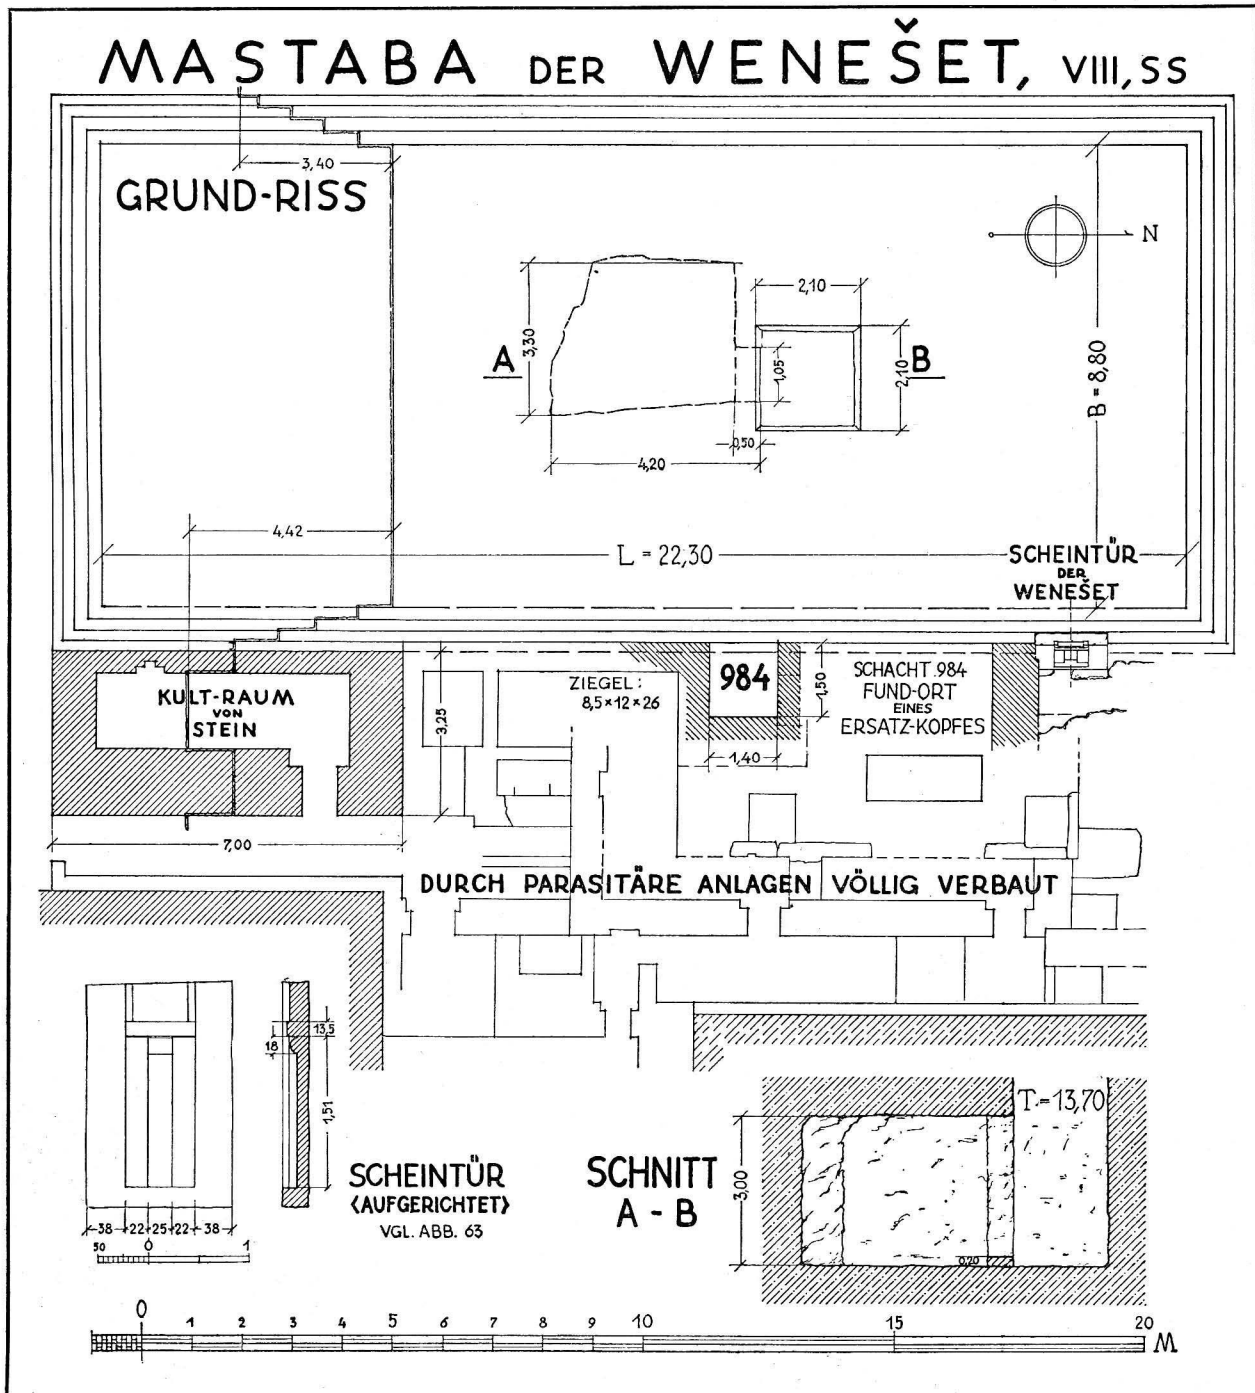 MASTABA DER WENEŠET, VIII, SS
3,40
GRUND-RISS
N
2,10
3,30
A
B
1,05
2,10
B = 8,80
0,50
4,20
4,42
L = 22,30
SCHEINTÜR
DER
WENEŠET
KULT-RAUM
VON
STEIN
3,25
ZIEGEL:
8,5×12×26
984
1,50
SCHACHT 984
FUND-ORT
EINES
ERSATZ-KOPFES
1,40
7,00
DURCH PARASITÄRE ANLAGEN VÖLLIG VERBAUT
13,5
18
1,51
SCHEINTÜR
<AUFGERICHTET>
VGL. ABB. 63
38 22 25 22 38
50 0 1
SCHNITT
A - B
T.=13,70
3,00
0,20
0 1 2 3 4 5 6 7 8 9 10 15 20
M